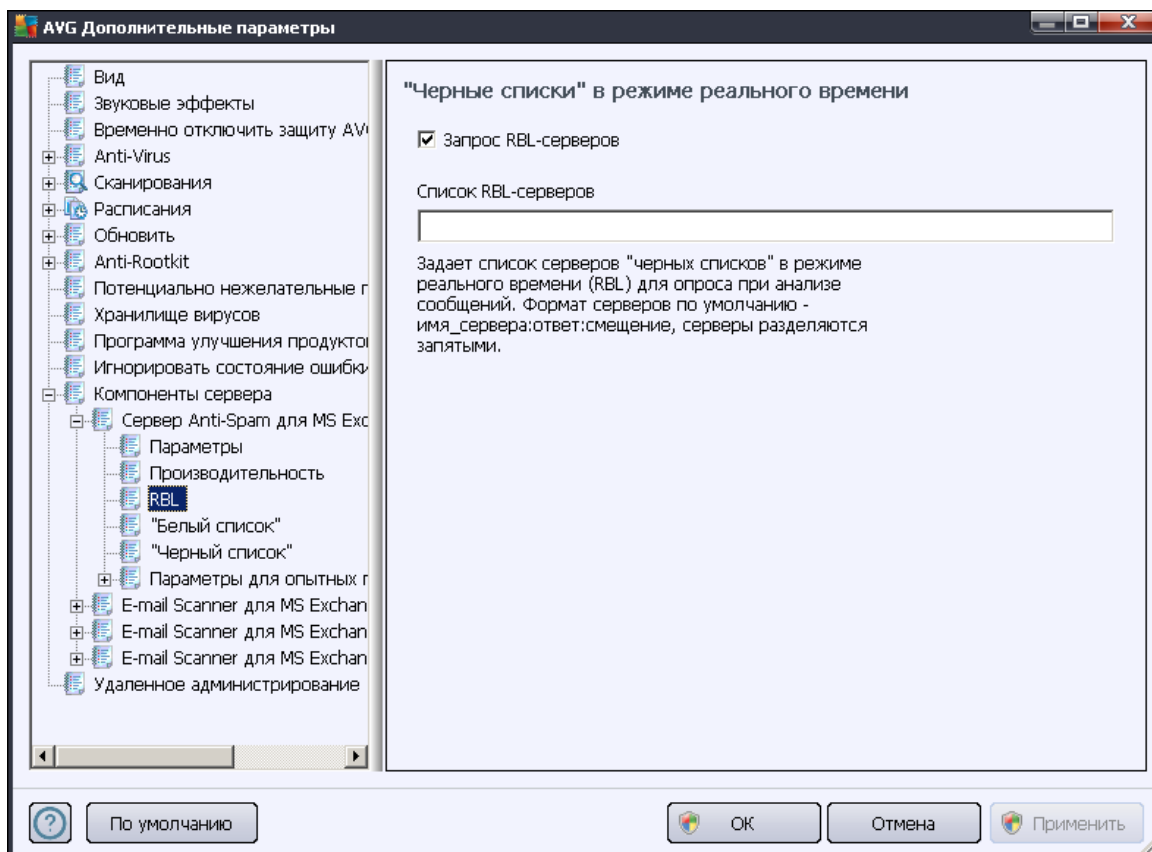 AVG Дополнительные параметры
Вид
Звуковые эффекты
Временно отключить защиту AV
Anti-Virus
Сканирования
Расписания
Обновить
Anti-Rootkit
Потенциально нежелательные
Хранилище вирусов
Программа улучшения
Игнорировать состояние ошибки
Компоненты сервера
Сервер Anti-Spam для MS Exc
Параметры
Производительность
RBL
"Белый список"
"Черный список"
Параметры для опытных
E-mail Scanner для MS Exchan
E-mail Scanner для MS Exchan
E-mail Scanner для MS Exchan
Удаленное администрирование
"Черные списки" в режиме реального времени
Запрос RBL-серверов
Список RBL-серверов
Задает список серверов "черных списков" в режиме
реального времени (RBL) для опроса при анализе
сообщений. Формат серверов по умолчанию -
имя_сервера:ответ:смещение, серверы разделяются
запятыми.
По умолчанию
ОК
Отмена
Применить